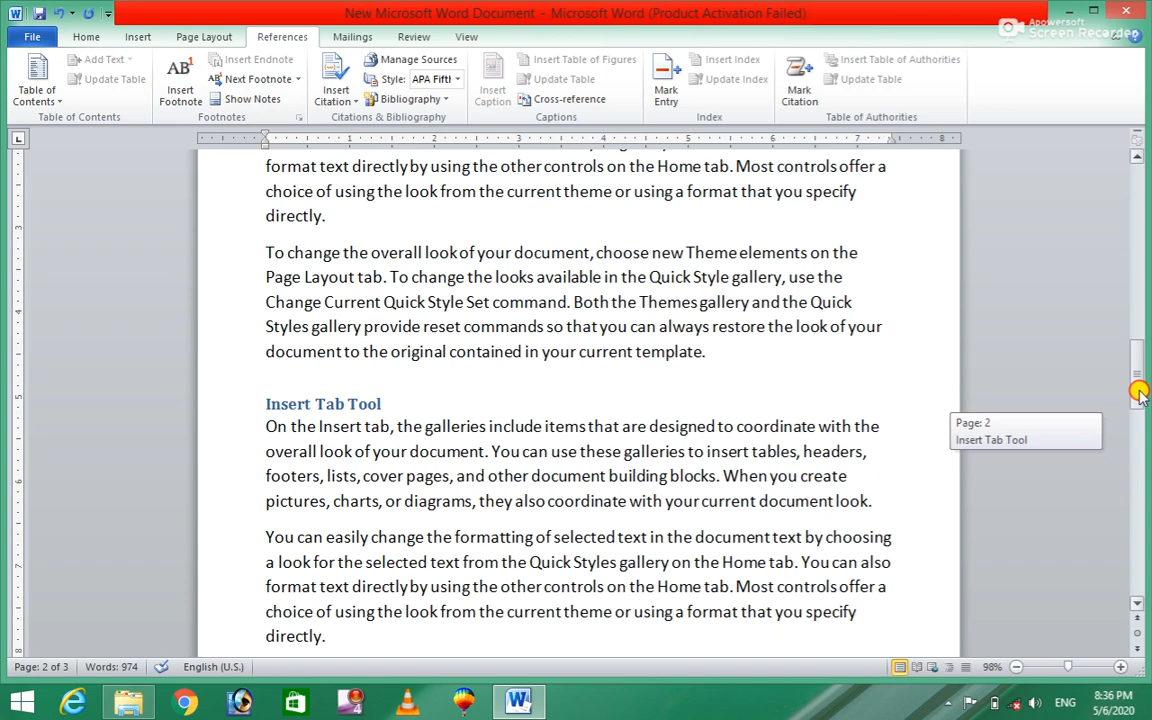 New Microsoft Word Document - Microsoft Word (Product Activation Failed)
Apowersoft
Screen Recorder
File Home Insert Page Layout References Mailings Review View
Table of Contents
Add Text
Update Table
Table of Contents
AB1
Insert Footnote
Insert Endnote
AB1 Next Footnote
Show Notes
Footnotes
Insert Citation
Manage Sources
Style: APA Fifth
Bibliography
Citations & Bibliography
Insert Caption
Insert Table of Figures
Update Table
Cross-reference
Captions
Mark Entry
Insert Index
Update Index
Index
Mark Citation
Insert Table of Authorities
Update Table
Table of Authorities
1 2 3 4 5 6 7 8
format text directly by using the other controls on the Home tab. Most controls offer a
choice of using the look from the current theme or using a format that you specify
directly.
To change the overall look of your document, choose new Theme elements on the
Page Layout tab. To change the looks available in the Quick Style gallery, use the
Change Current Quick Style Set command. Both the Themes gallery and the Quick
Styles gallery provide reset commands so that you can always restore the look of your
document to the original contained in your current template.
Insert Tab Tool
On the Insert tab, the galleries include items that are designed to coordinate with the
overall look of your document. You can use these galleries to insert tables, headers,
footers, lists, cover pages, and other document building blocks. When you create
pictures, charts, or diagrams, they also coordinate with your current document look.
You can easily change the formatting of selected text in the document text by choosing
a look for the selected text from the Quick Styles gallery on the Home tab. You can also
format text directly by using the other controls on the Home tab. Most controls offer a
choice of using the look from the current theme or using a format that you specify
directly.
Page: 2
Insert Tab Tool
Page: 2 of 3 Words: 974 English (U.S.) 98%
ENG
8:36 PM
5/6/2020